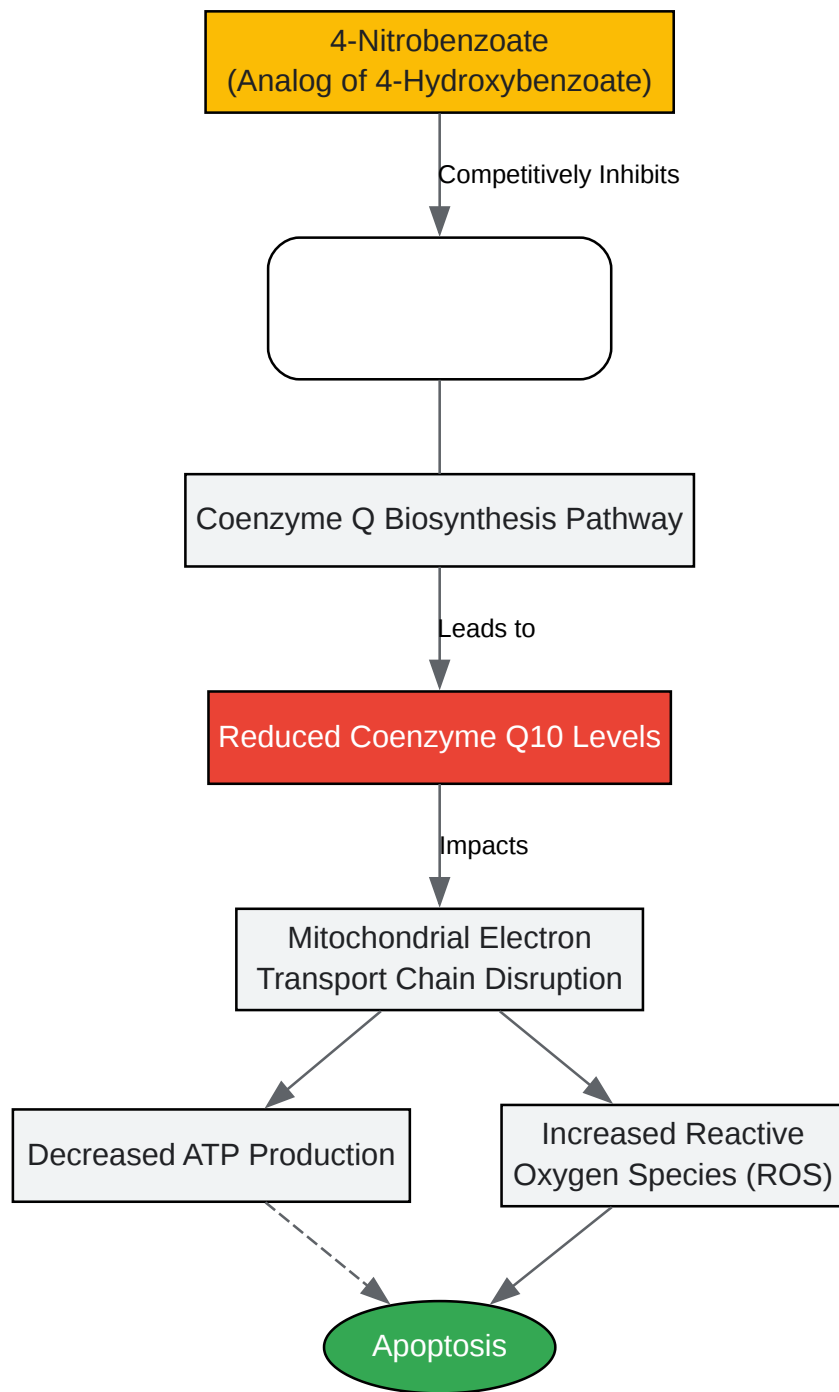 4-Nitrobenzoate
(Analog of 4-Hydroxybenzoate)
Competitively Inhibits
Coenzyme Q Biosynthesis Pathway
Leads to
Reduced Coenzyme Q10 Levels
Impacts
Mitochondrial Electron
Transport Chain Disruption
Decreased ATP Production
Increased Reactive
Oxygen Species (ROS)
Apoptosis